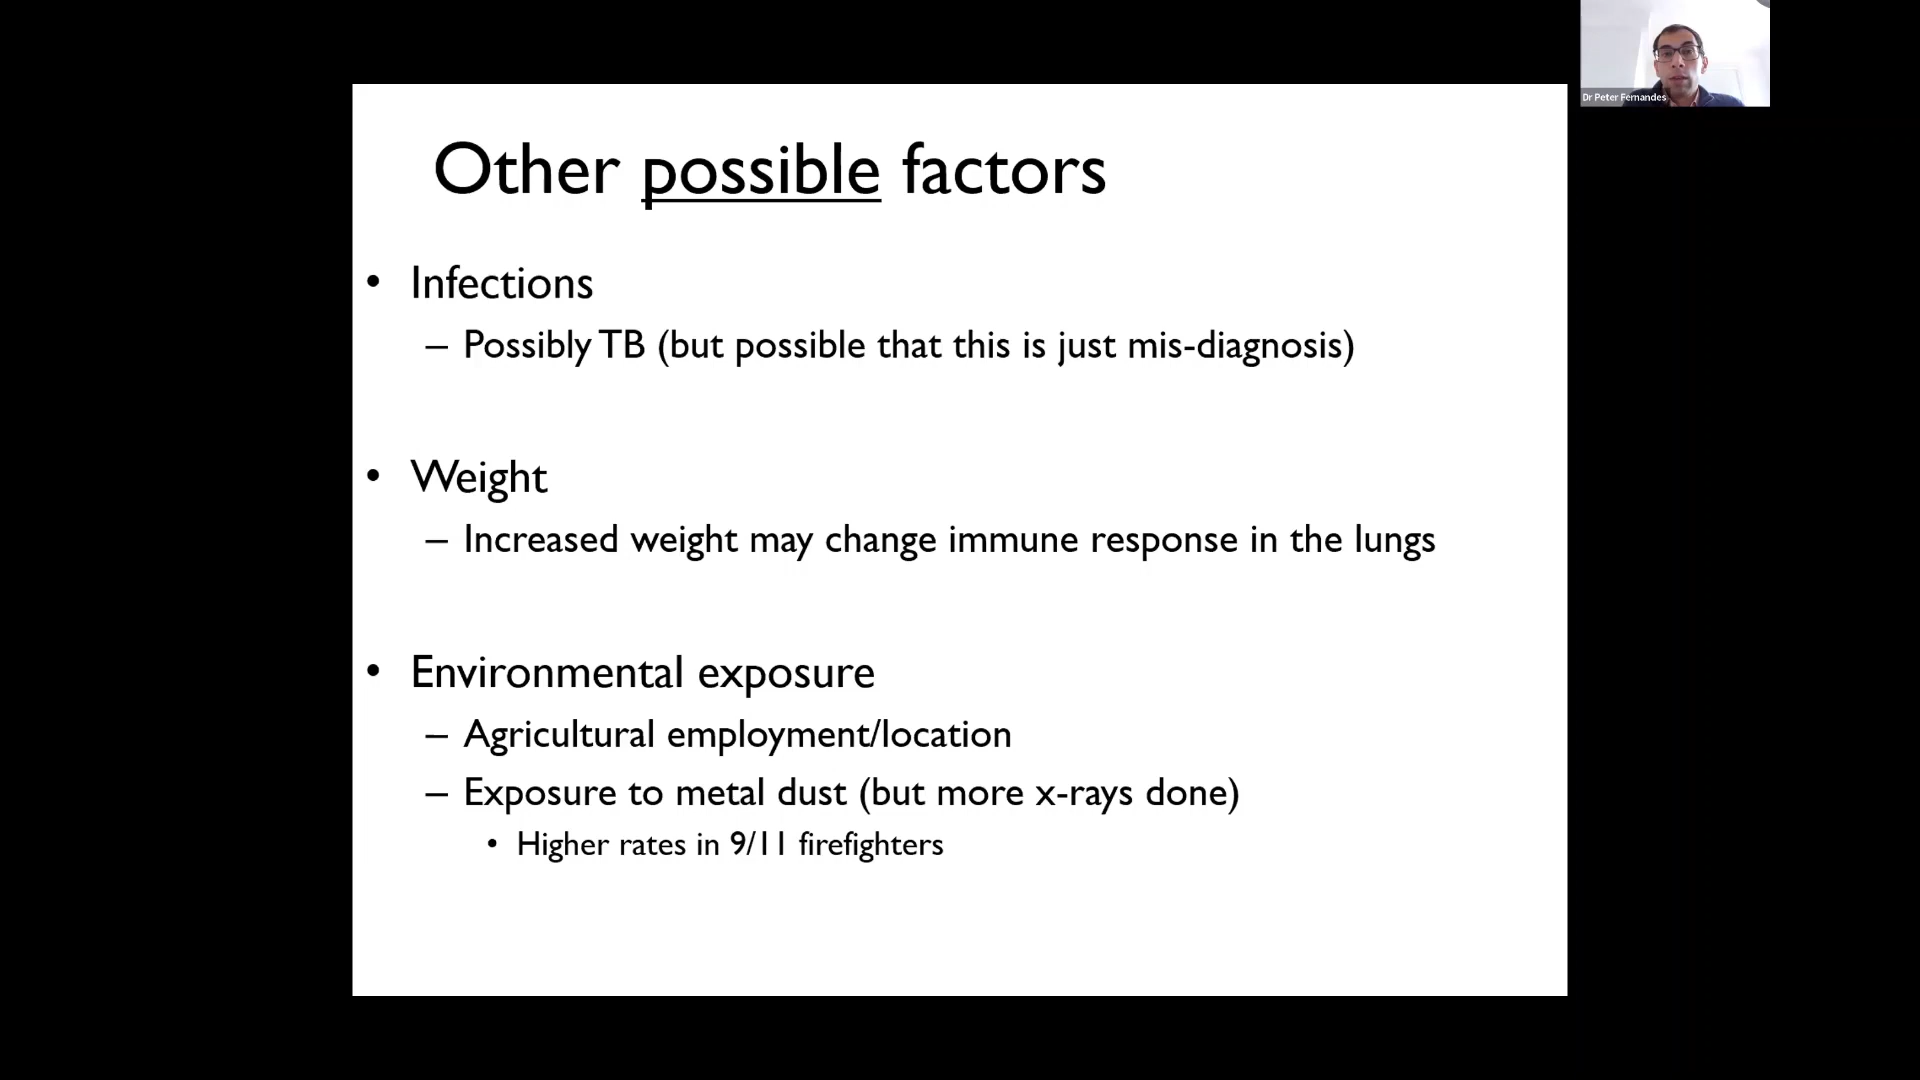 Dr Peter Fernandes
Other possible factors
• Infections
– Possibly TB (but possible that this is just mis-diagnosis)
• Weight
– Increased weight may change immune response in the lungs
• Environmental exposure
– Agricultural employment/location
– Exposure to metal dust (but more x-rays done)
• Higher rates in 9/11 firefighters